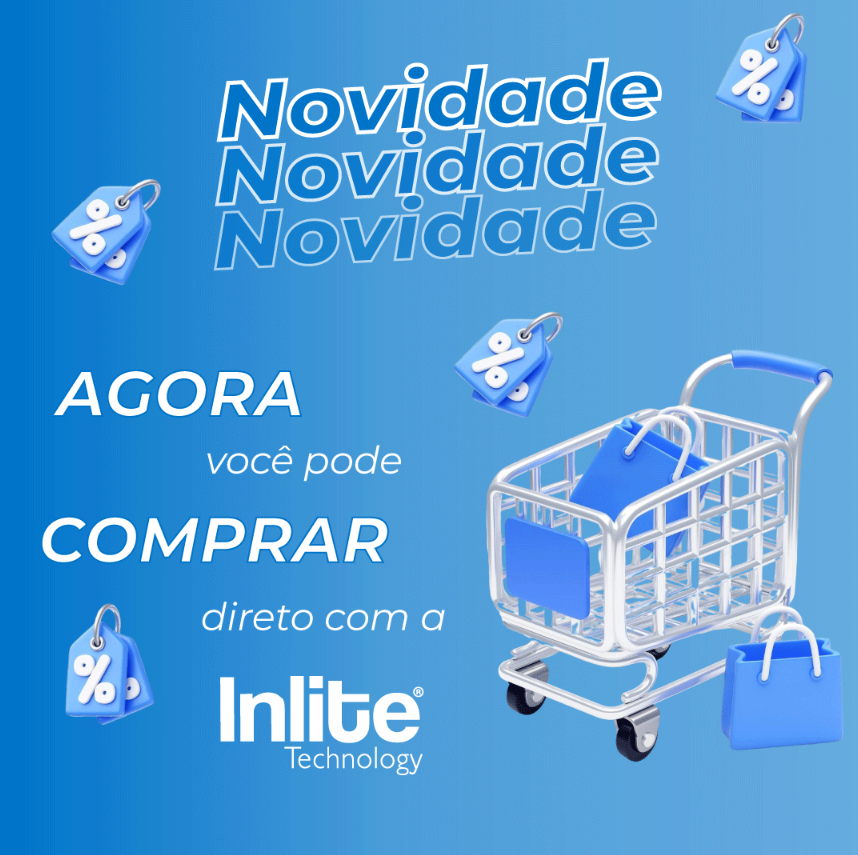 Novidade
Novidade
Novidade
AGORA
você pode
COMPRAR
direto com a
Inlite®
Technology